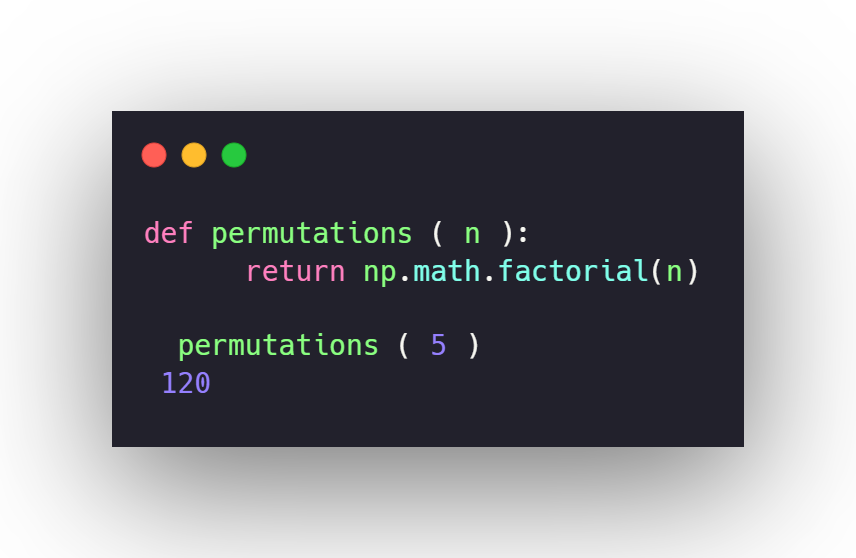 def permutations ( n ):
      return np.math.factorial(n)
  permutations ( 5 )
 120